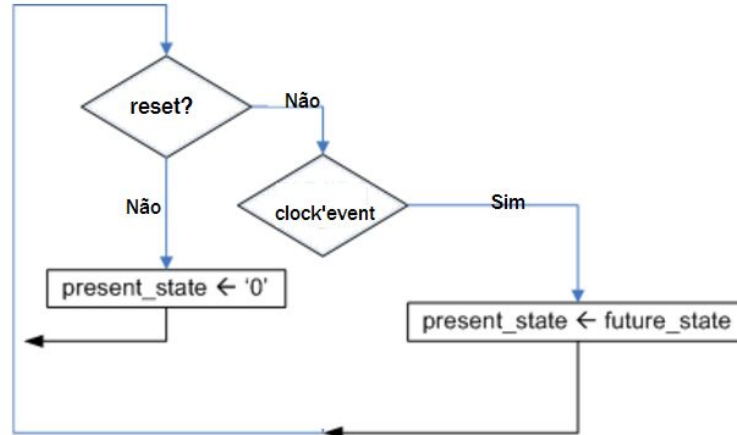 reset?
Não
Não
clock'event
Sim
present_state ← '0'
present_state ← future_state